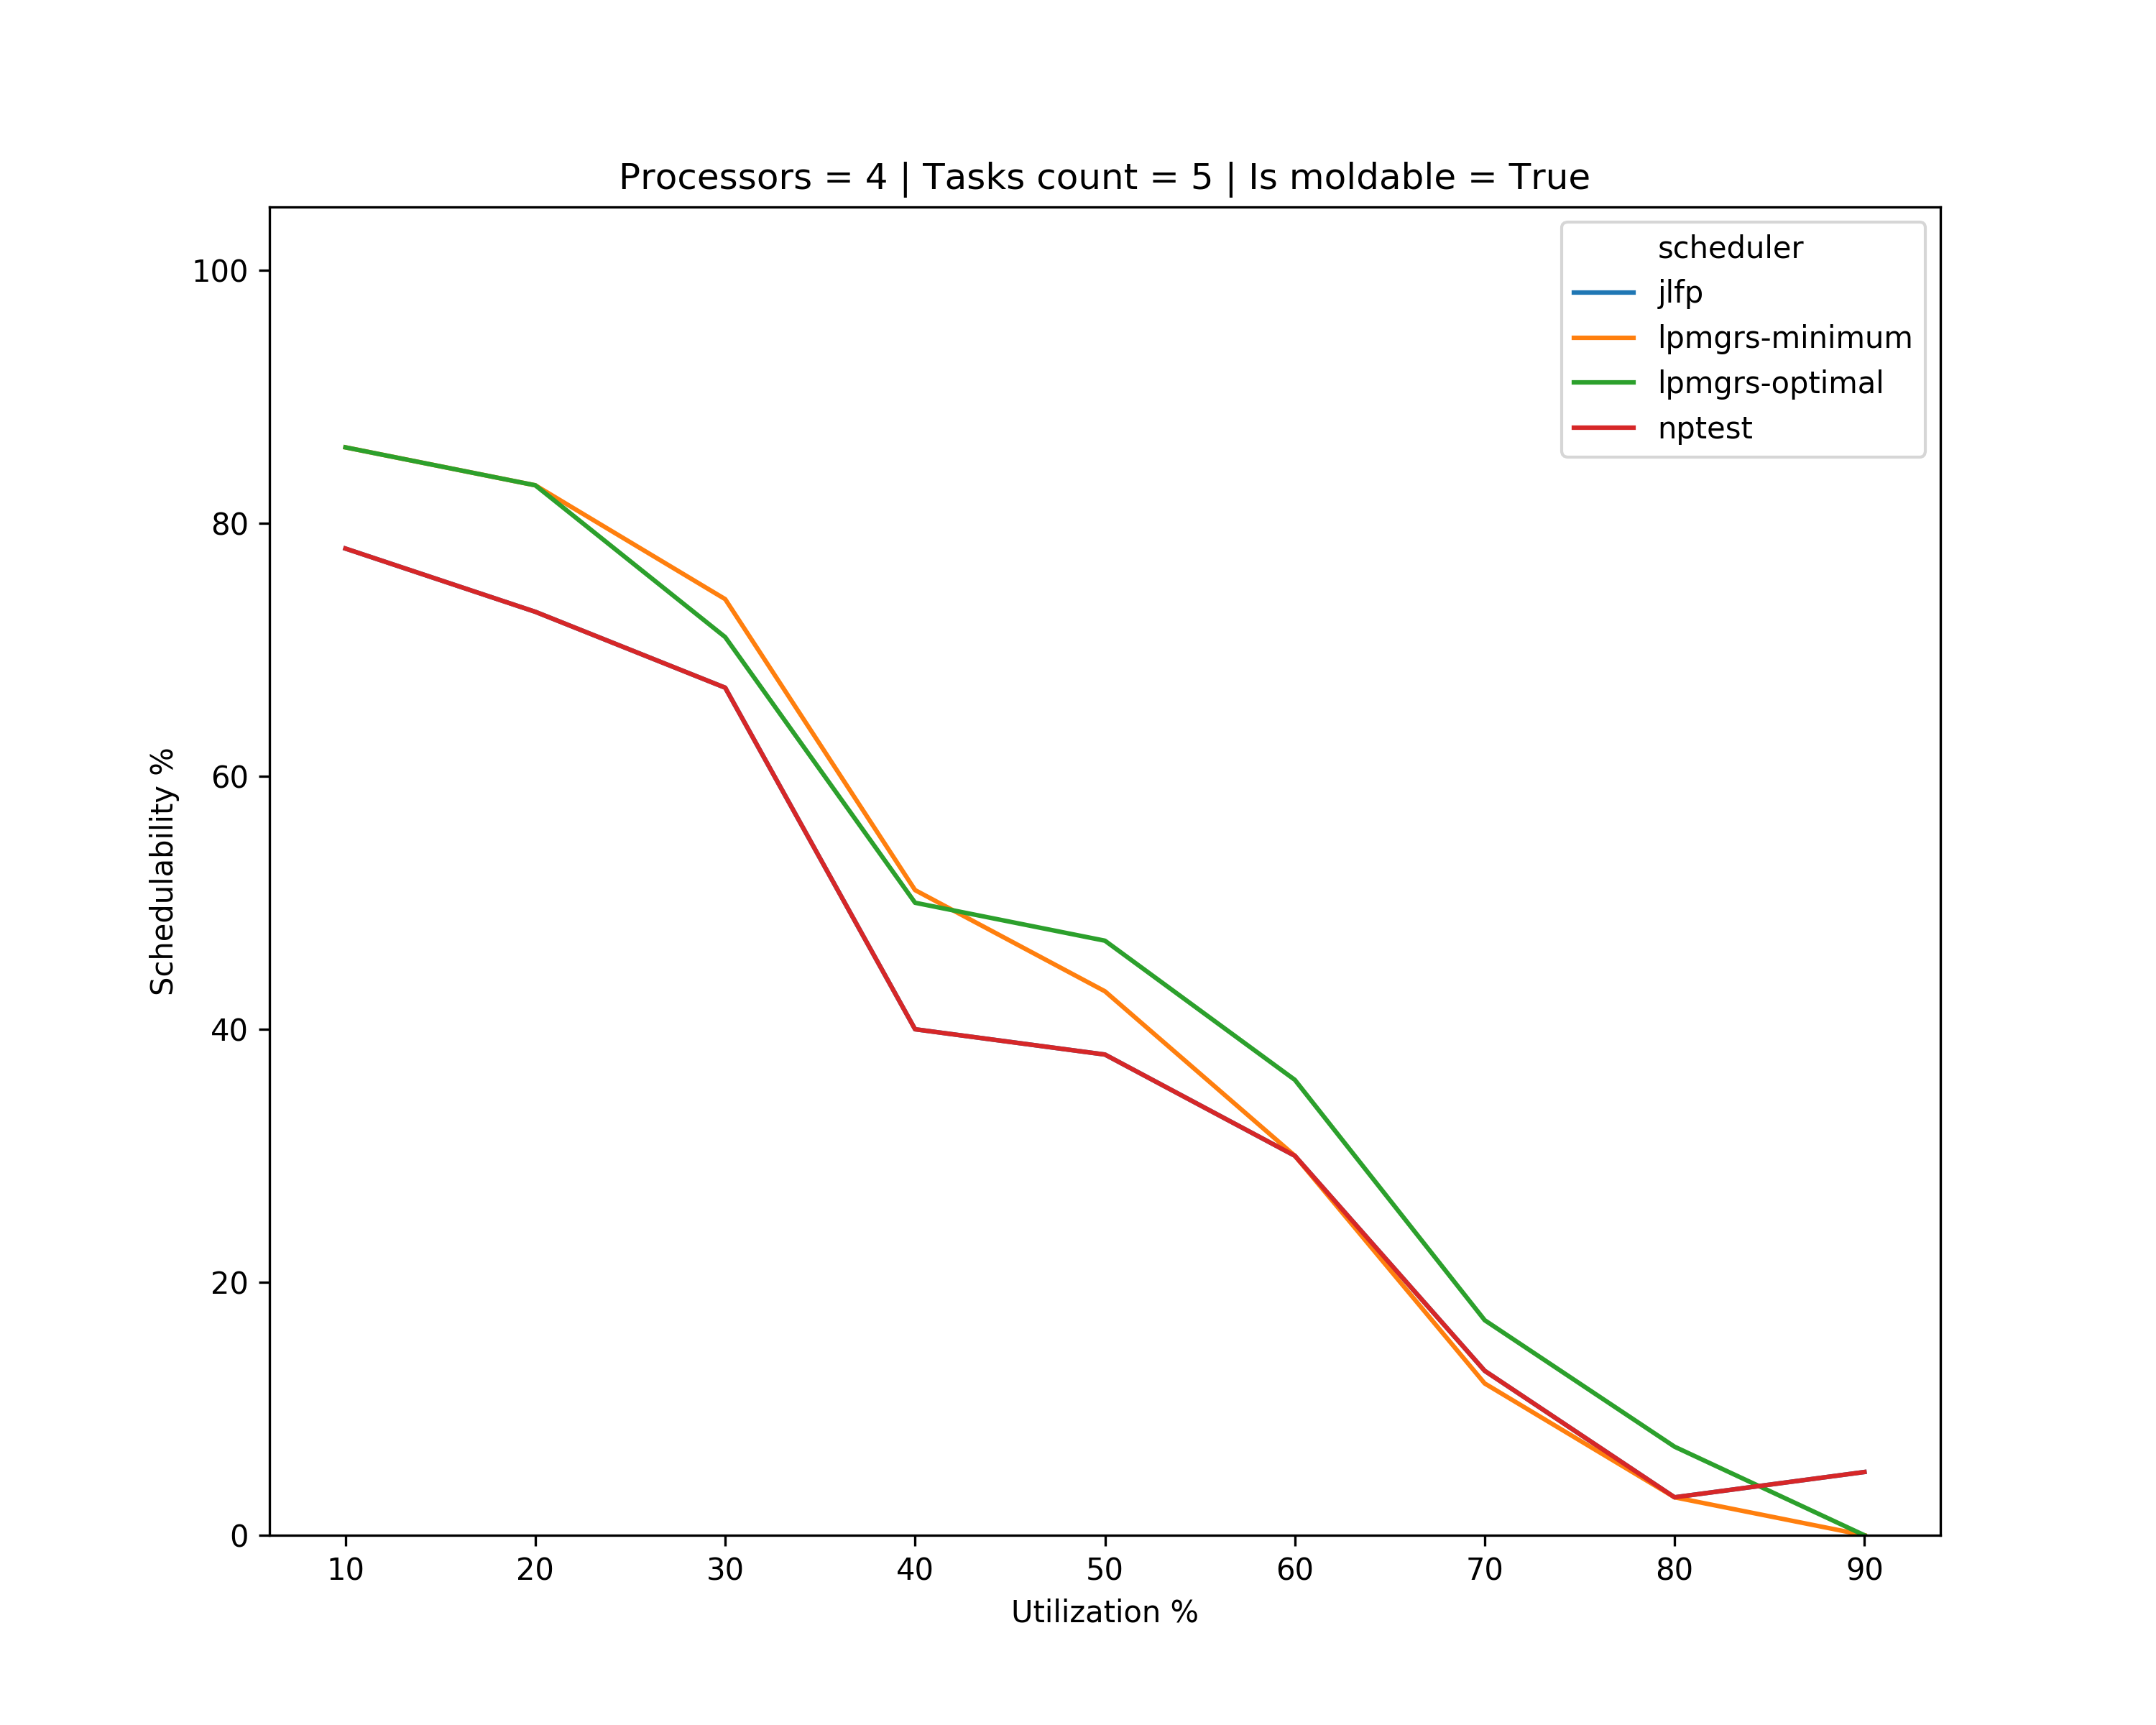 Processors = 4 | Tasks count = 5 | Is moldable = True
scheduler
jlfp
lpmgrs-minimum
lpmgrs-optimal
nptest
Schedulability %
100
80
60
40
20
0
10 20 30 40 50 60 70 80 90
Utilization %